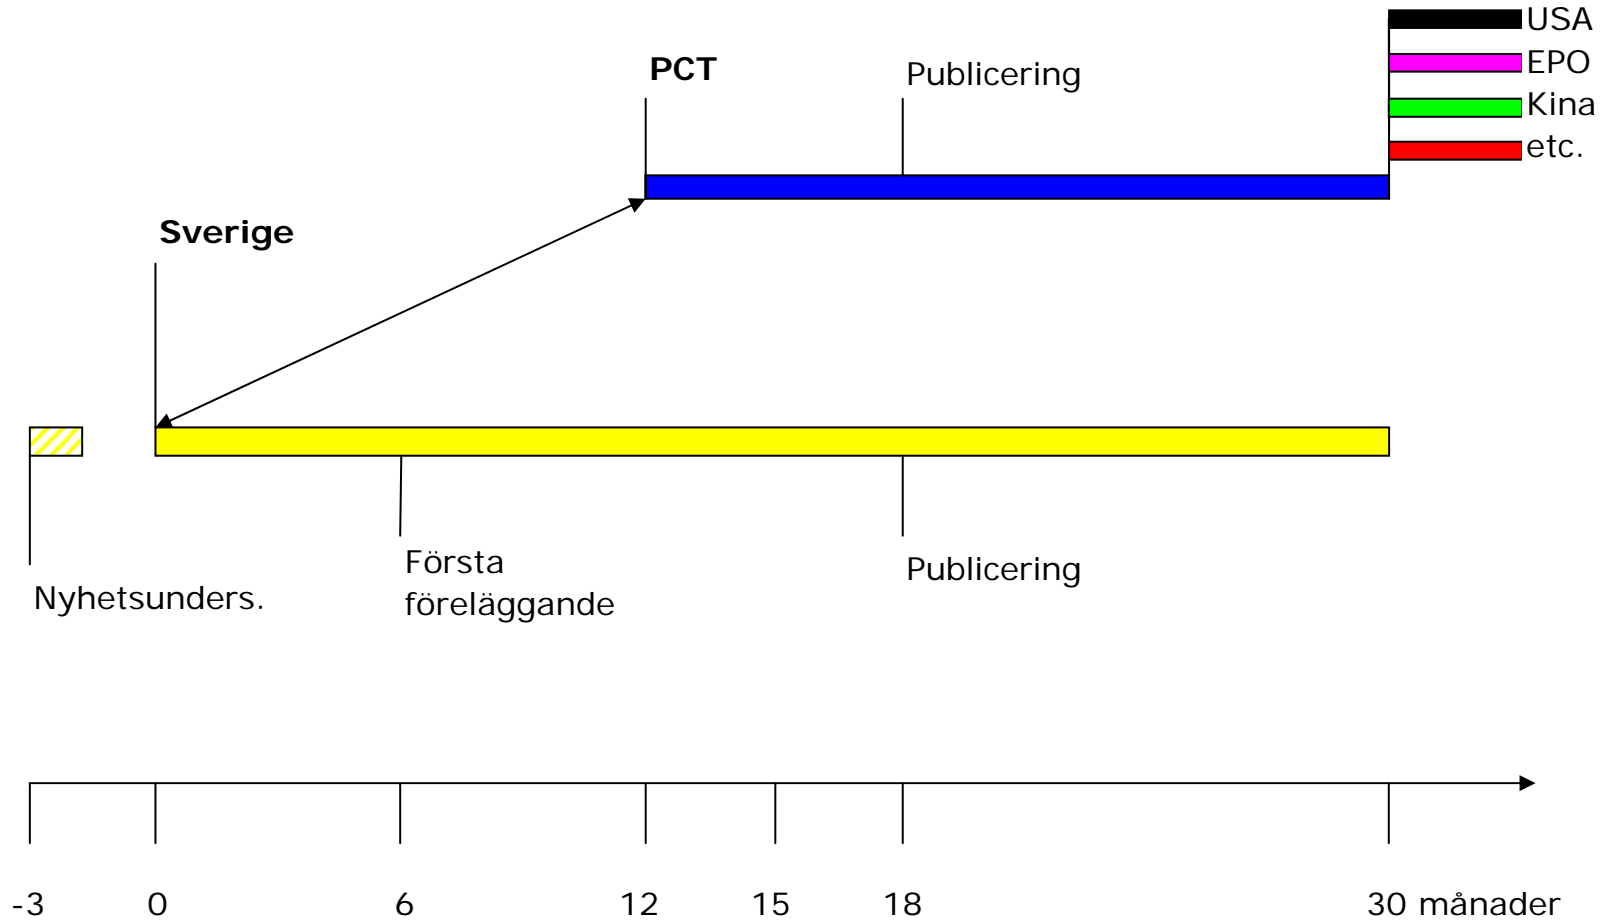 USA
EPO
Kina
etc.
PCT
Publicering
Sverige
Nyhetsunders.
Första
föreläggande
Publicering
-3 0 6 12 15 18 30 månader